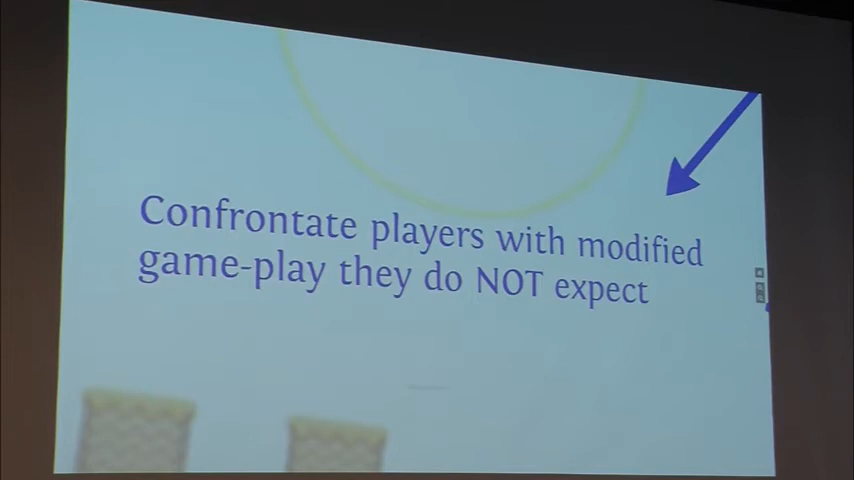 Confrontate players with modified
game-play they do NOT expect